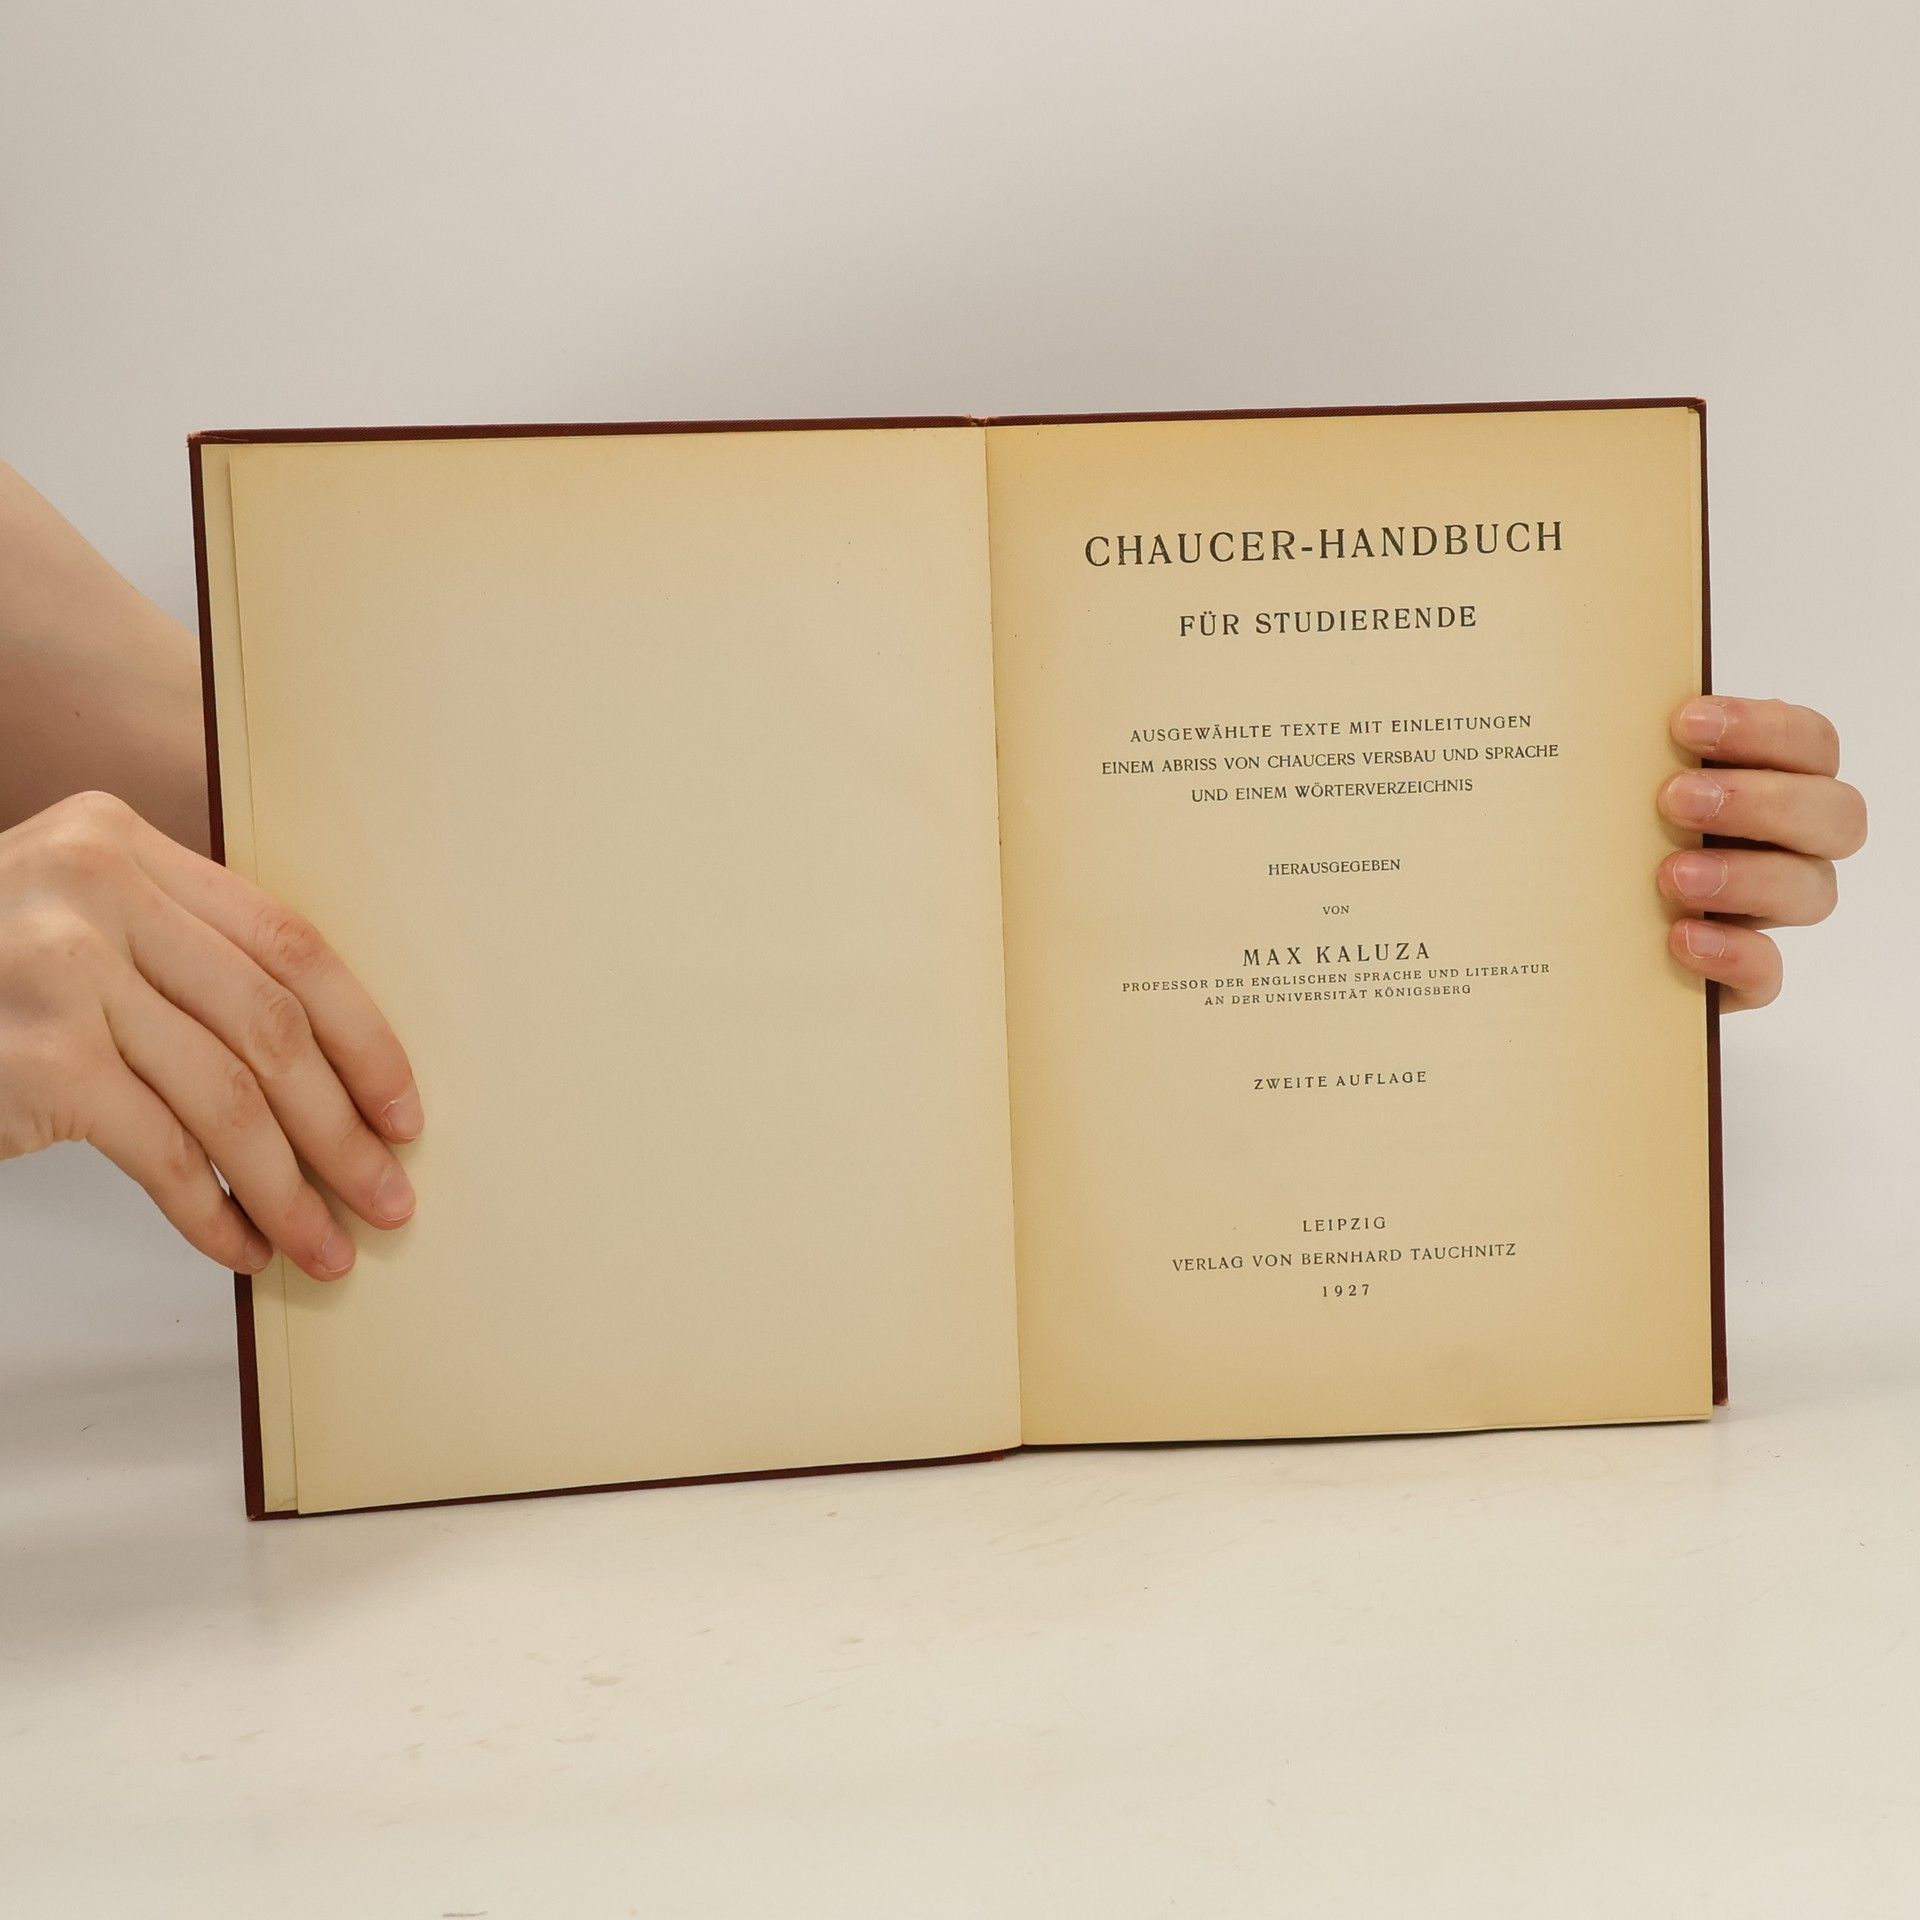 CHAUCER-HANDBUCH
FÜR STUDIERENDE
AUSGEWÄHLTE TEXTE MIT EINLEITUNGEN
EINEM ABRISS VON CHAUCERS VERSBAU UND SPRACHE
UND EINEM WÖRTERVERZEICHNIS
HERAUSGEGEBEN
VON
MAX KALUZA
PROFESSOR DER ENGLISCHEN SPRACHE UND LITERATUR
AN DER UNIVERSITÄT KÖNIGSBERG
ZWEITE AUFLAGE
LEIPZIG
VERLAG VON BERNHARD TAUCHNITZ
1927